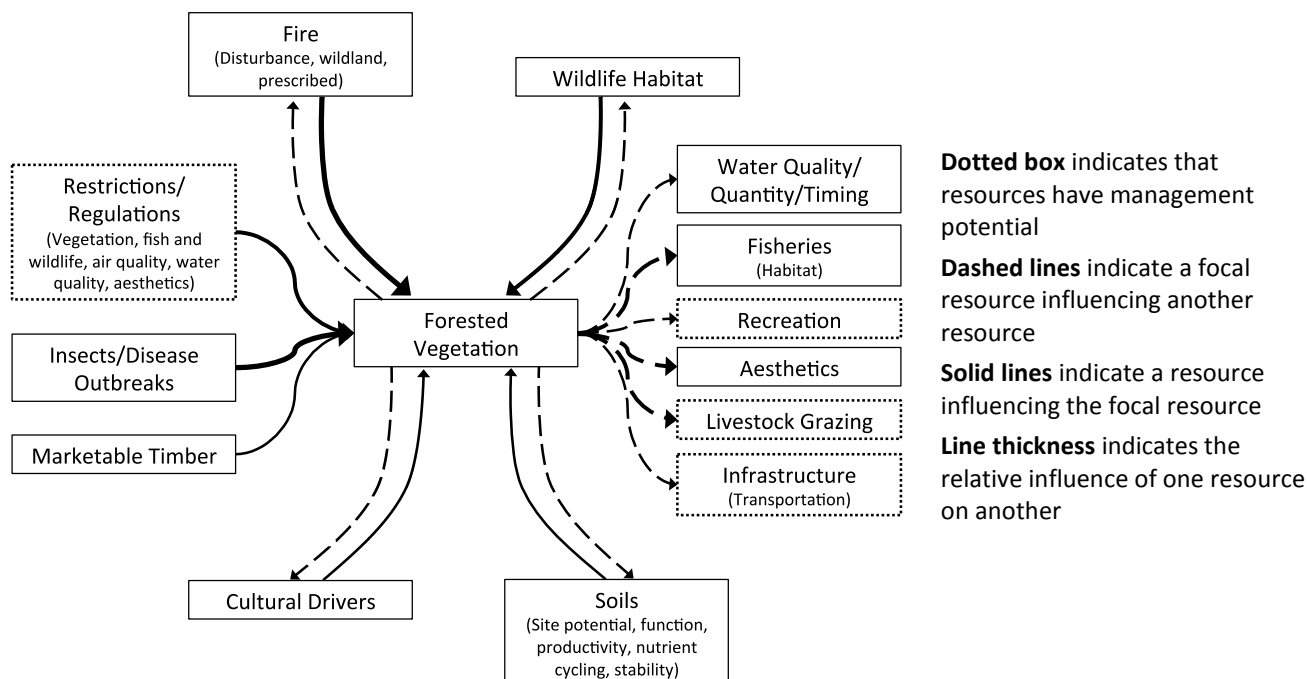 Fire
(Disturbance, wildland,
prescribed)
Wildlife Habitat
Restrictions/
Regulations
(Vegetation, fish and
wildlife, air quality, water
quality, aesthetics)
Insects/Disease
Outbreaks
Marketable Timber
Forested
Vegetation
Water Quality/
Quantity/Timing
Fisheries
(Habitat)
Recreation
Aesthetics
Livestock Grazing
Infrastructure
(Transportation)
Cultural Drivers
Soils
(Site potential, function,
productivity, nutrient
cycling, stability)
Dotted box indicates that
resources have management
potential
Dashed lines indicate a focal
resource influencing another
resource
Solid lines indicate a resource
influencing the focal resource
Line thickness indicates the
relative influence of one resource
on another